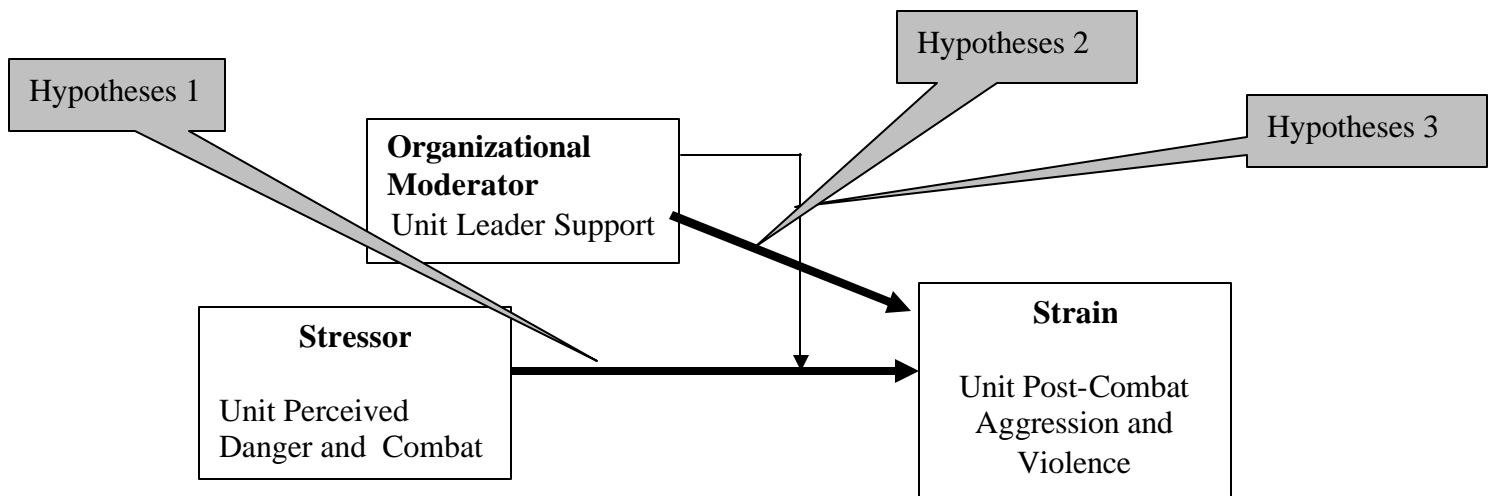 Hypotheses 2
Hypotheses 1
Hypotheses 3
Organizational
Moderator
Unit Leader Support
Stressor
Unit Perceived
Danger and Combat
Strain
Unit Post-Combat
Aggression and
Violence